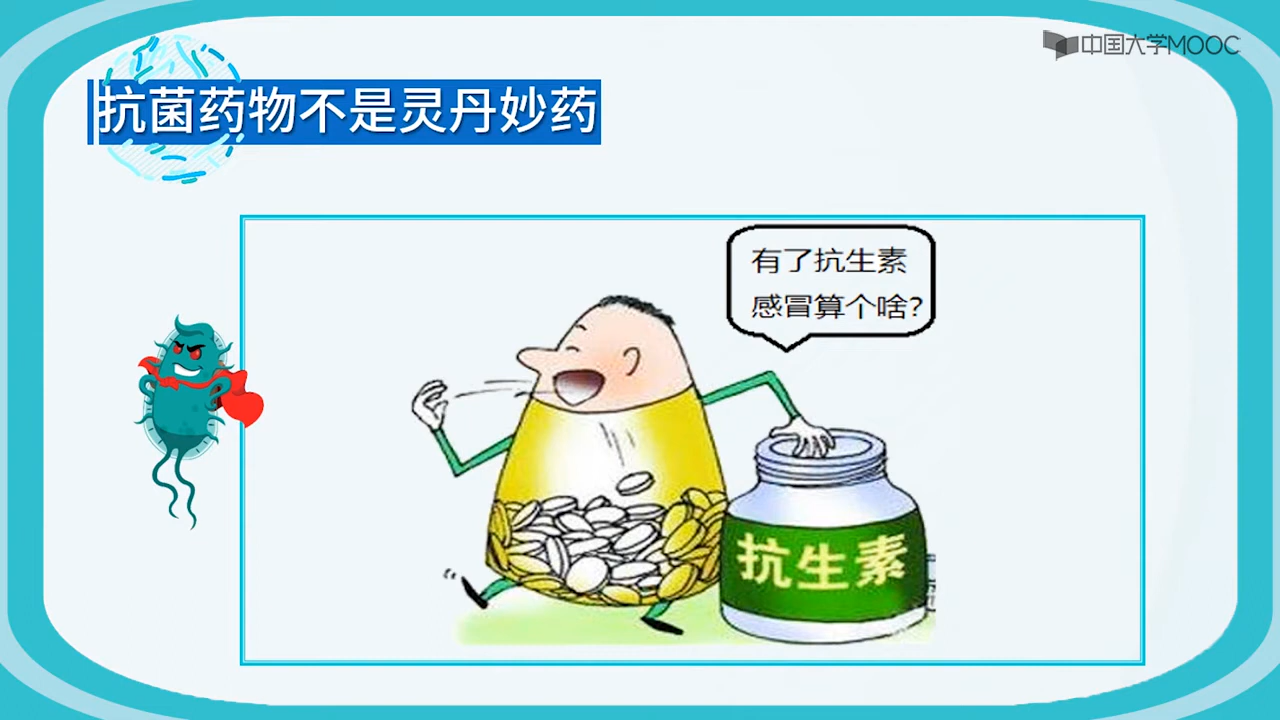 中国大学MOOC
抗菌药物不是灵丹妙药
有了抗生素
感冒算个啥?
抗生素